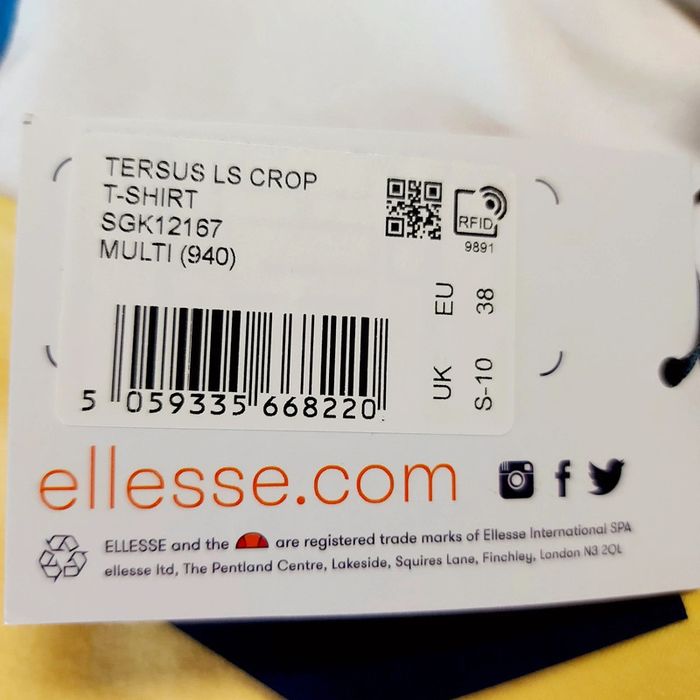 TERSUS LS CROP
T-SHIRT
SGK12167
MULTI (940)
RFID
9891
EU 38
UK S-10
5 059335 668220
ellesse.com
ELLESSE and the are registered trade marks of Ellesse International SPA
ellesse ltd, The Pentland Centre, Lakeside, Squires Lane, Finchley, London N3 2QL